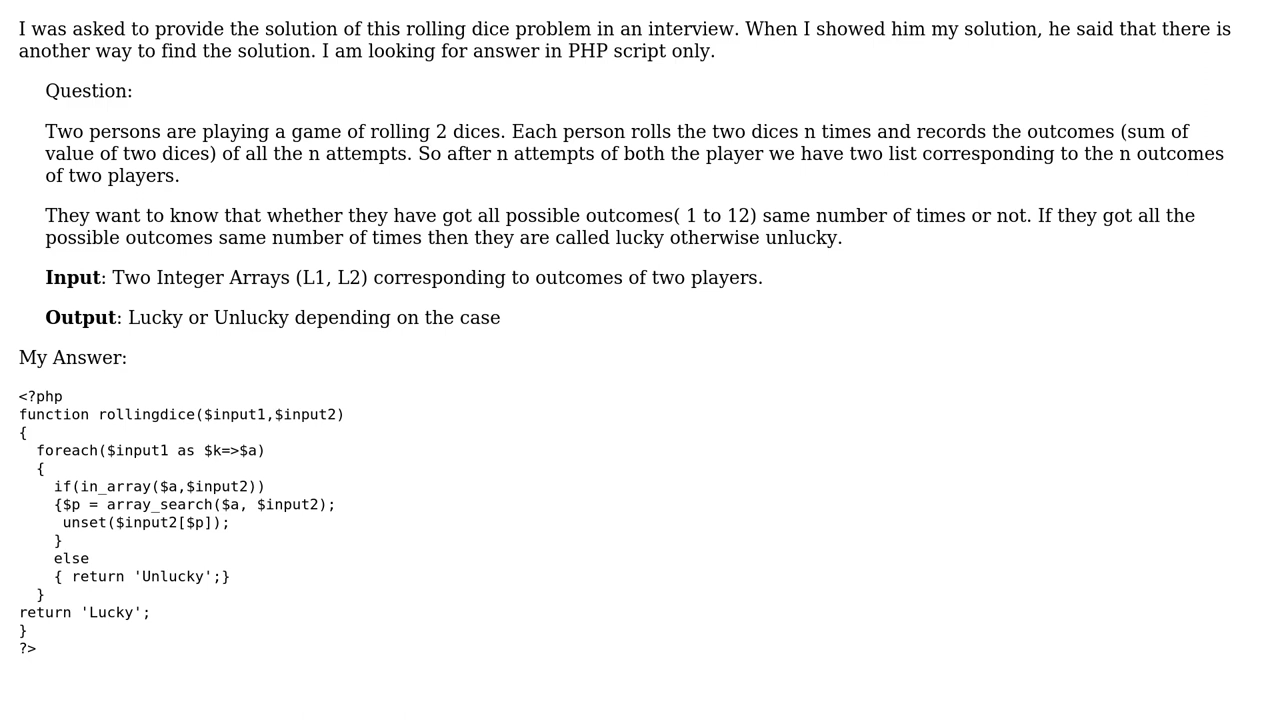 I was asked to provide the solution of this rolling dice problem in an interview. When I showed him my solution, he said that there is
another way to find the solution. I am looking for answer in PHP script only.
Question:
Two persons are playing a game of rolling 2 dices. Each person rolls the two dices n times and records the outcomes (sum of
value of two dices) of all the n attempts. So after n attempts of both the player we have two list corresponding to the n outcomes
of two players.
They want to know that whether they have got all possible outcomes( 1 to 12) same number of times or not. If they got all the
possible outcomes same number of times then they are called lucky otherwise unlucky.
Input: Two Integer Arrays (L1, L2) corresponding to outcomes of two players.
Output: Lucky or Unlucky depending on the case
My Answer:
<?php
function rollingdice($input1,$input2)
{
  foreach($input1 as $k=>$a)
  {
    if(in_array($a,$input2))
    {$p = array_search($a, $input2);
     unset($input2[$p]);
    }
    else
    { return 'Unlucky';}
  }
return 'Lucky';
}
?>